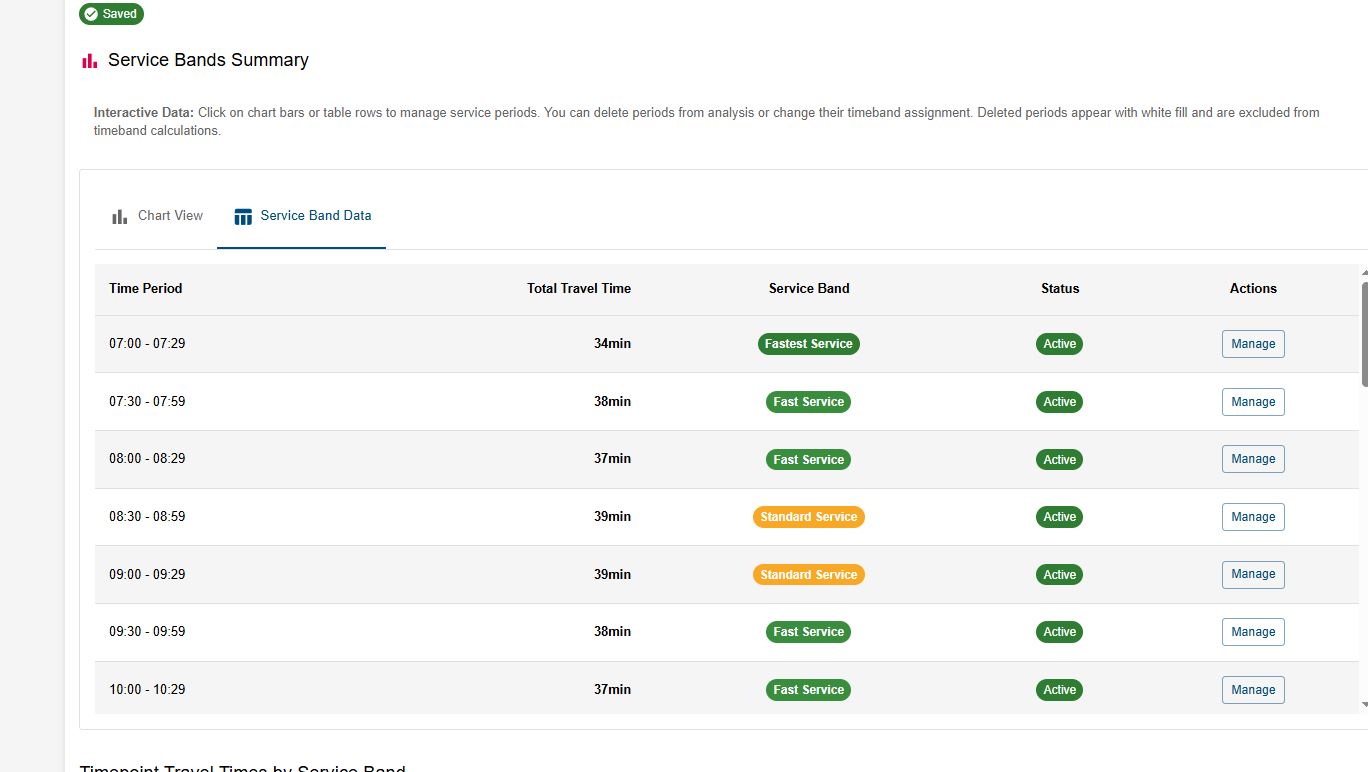 Saved
Service Bands Summary
Interactive Data: Click on chart bars or table rows to manage service periods. You can delete periods from analysis or change their timeband assignment. Deleted periods appear with white fill and are excluded from
timeband calculations.
Chart View Service Band Data
Time Period Total Travel Time Service Band Status Actions
07:00 - 07:29 34min Fastest Service Active Manage
07:30 - 07:59 38min Fast Service Active Manage
08:00 - 08:29 37min Fast Service Active Manage
08:30 - 08:59 39min Standard Service Active Manage
09:00 - 09:29 39min Standard Service Active Manage
09:30 - 09:59 38min Fast Service Active Manage
10:00 - 10:29 37min Fast Service Active Manage
Timepoint Travel Times by Service Band